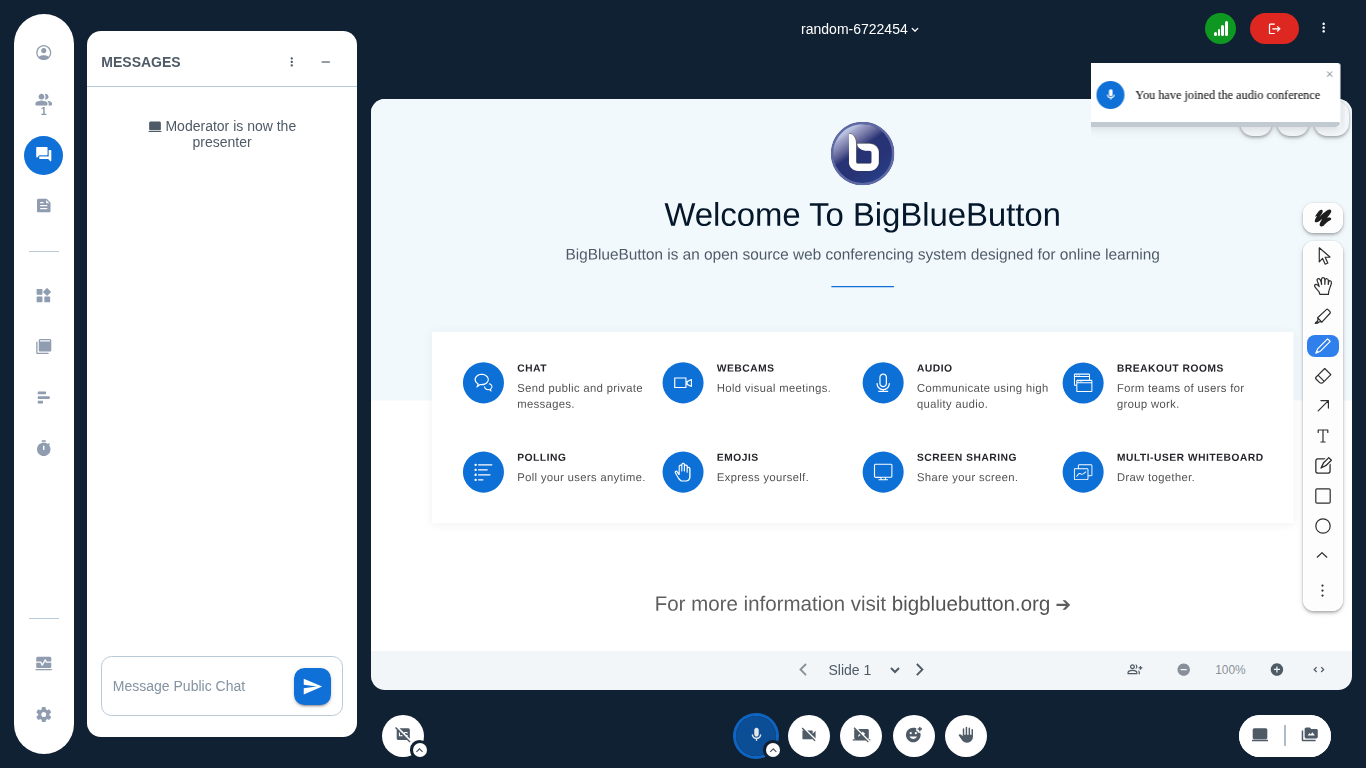 random-6722454
1
MESSAGES
Moderator is now the
presenter
Message Public Chat
You have joined the audio conference
Welcome To BigBlueButton
BigBlueButton is an open source web conferencing system designed for online learning
CHAT
Send public and private
messages.
WEBCAMS
Hold visual meetings.
AUDIO
Communicate using high
quality audio.
BREAKOUT ROOMS
Form teams of users for
group work.
POLLING
Poll your users anytime.
EMOJIS
Express yourself.
SCREEN SHARING
Share your screen.
MULTI-USER WHITEBOARD
Draw together.
For more information visit bigbluebutton.org ➔
Slide 1
100%